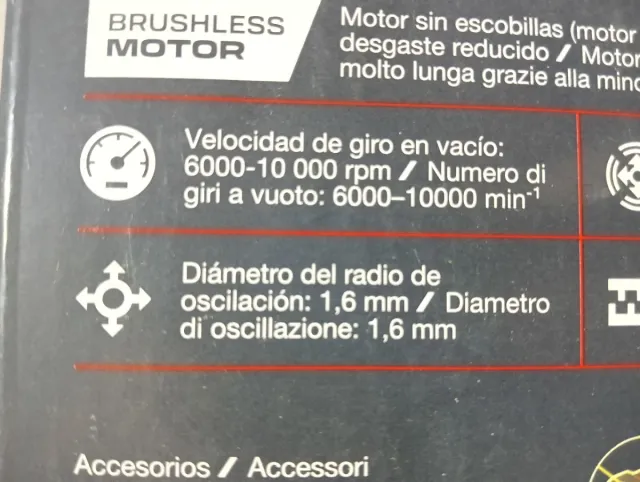 BRUSHLESS
MOTOR
Motor sin escobillas (motor
desgaste reducido / Motor
molto lunga grazie alla
Velocidad de giro en vacío:
6000-10 000 rpm / Numero di
giri a vuoto: 6000–10000 min⁻¹
Diámetro del radio de
oscilación: 1,6 mm / Diametro
di oscillazione: 1,6 mm
Accesorios / Accessori